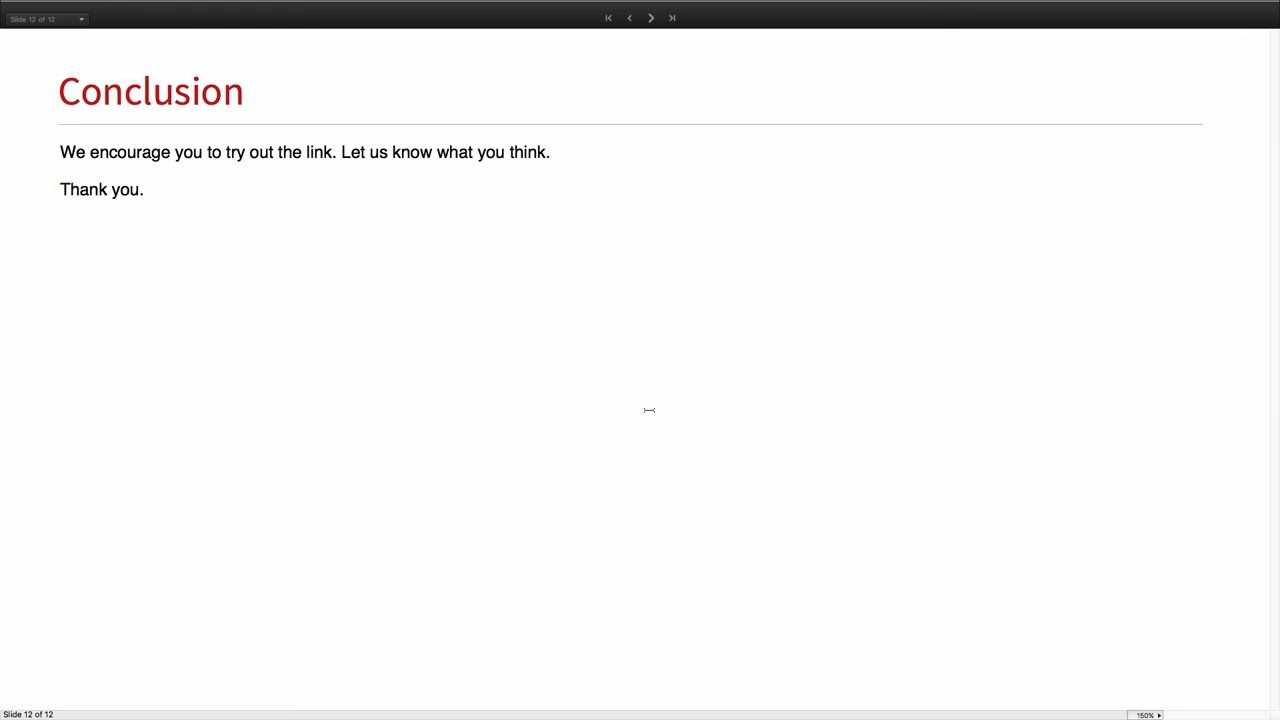 Slide 12 of 12
Conclusion
We encourage you to try out the link. Let us know what you think.
Thank you.
Slide 12 of 12
150%